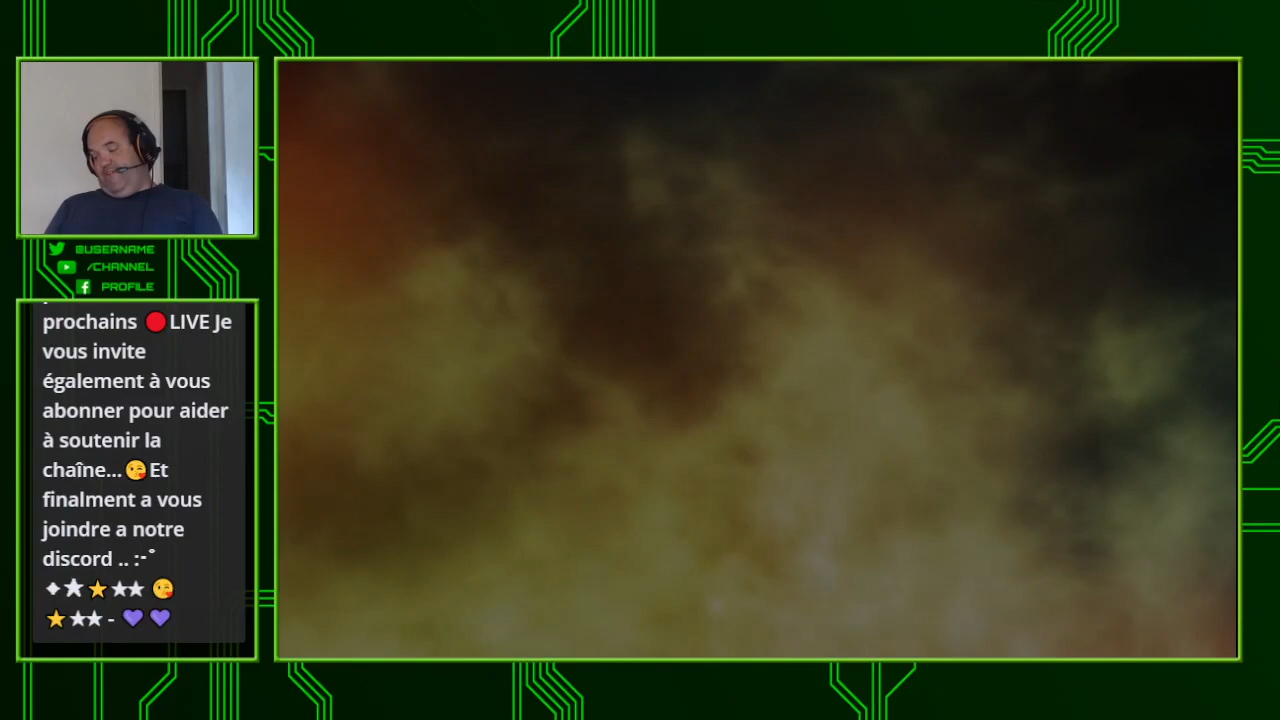 @USERNAME
/CHANNEL
PROFILE
prochains 🔴 LIVE Je
vous invite
également à vous
abonner pour aider
à soutenir la
chaîne...😘 Et
finalment a vous
joindre a notre
discord .. :-˚
✦★⭐★★ 😘
⭐★★ - 💜 💜